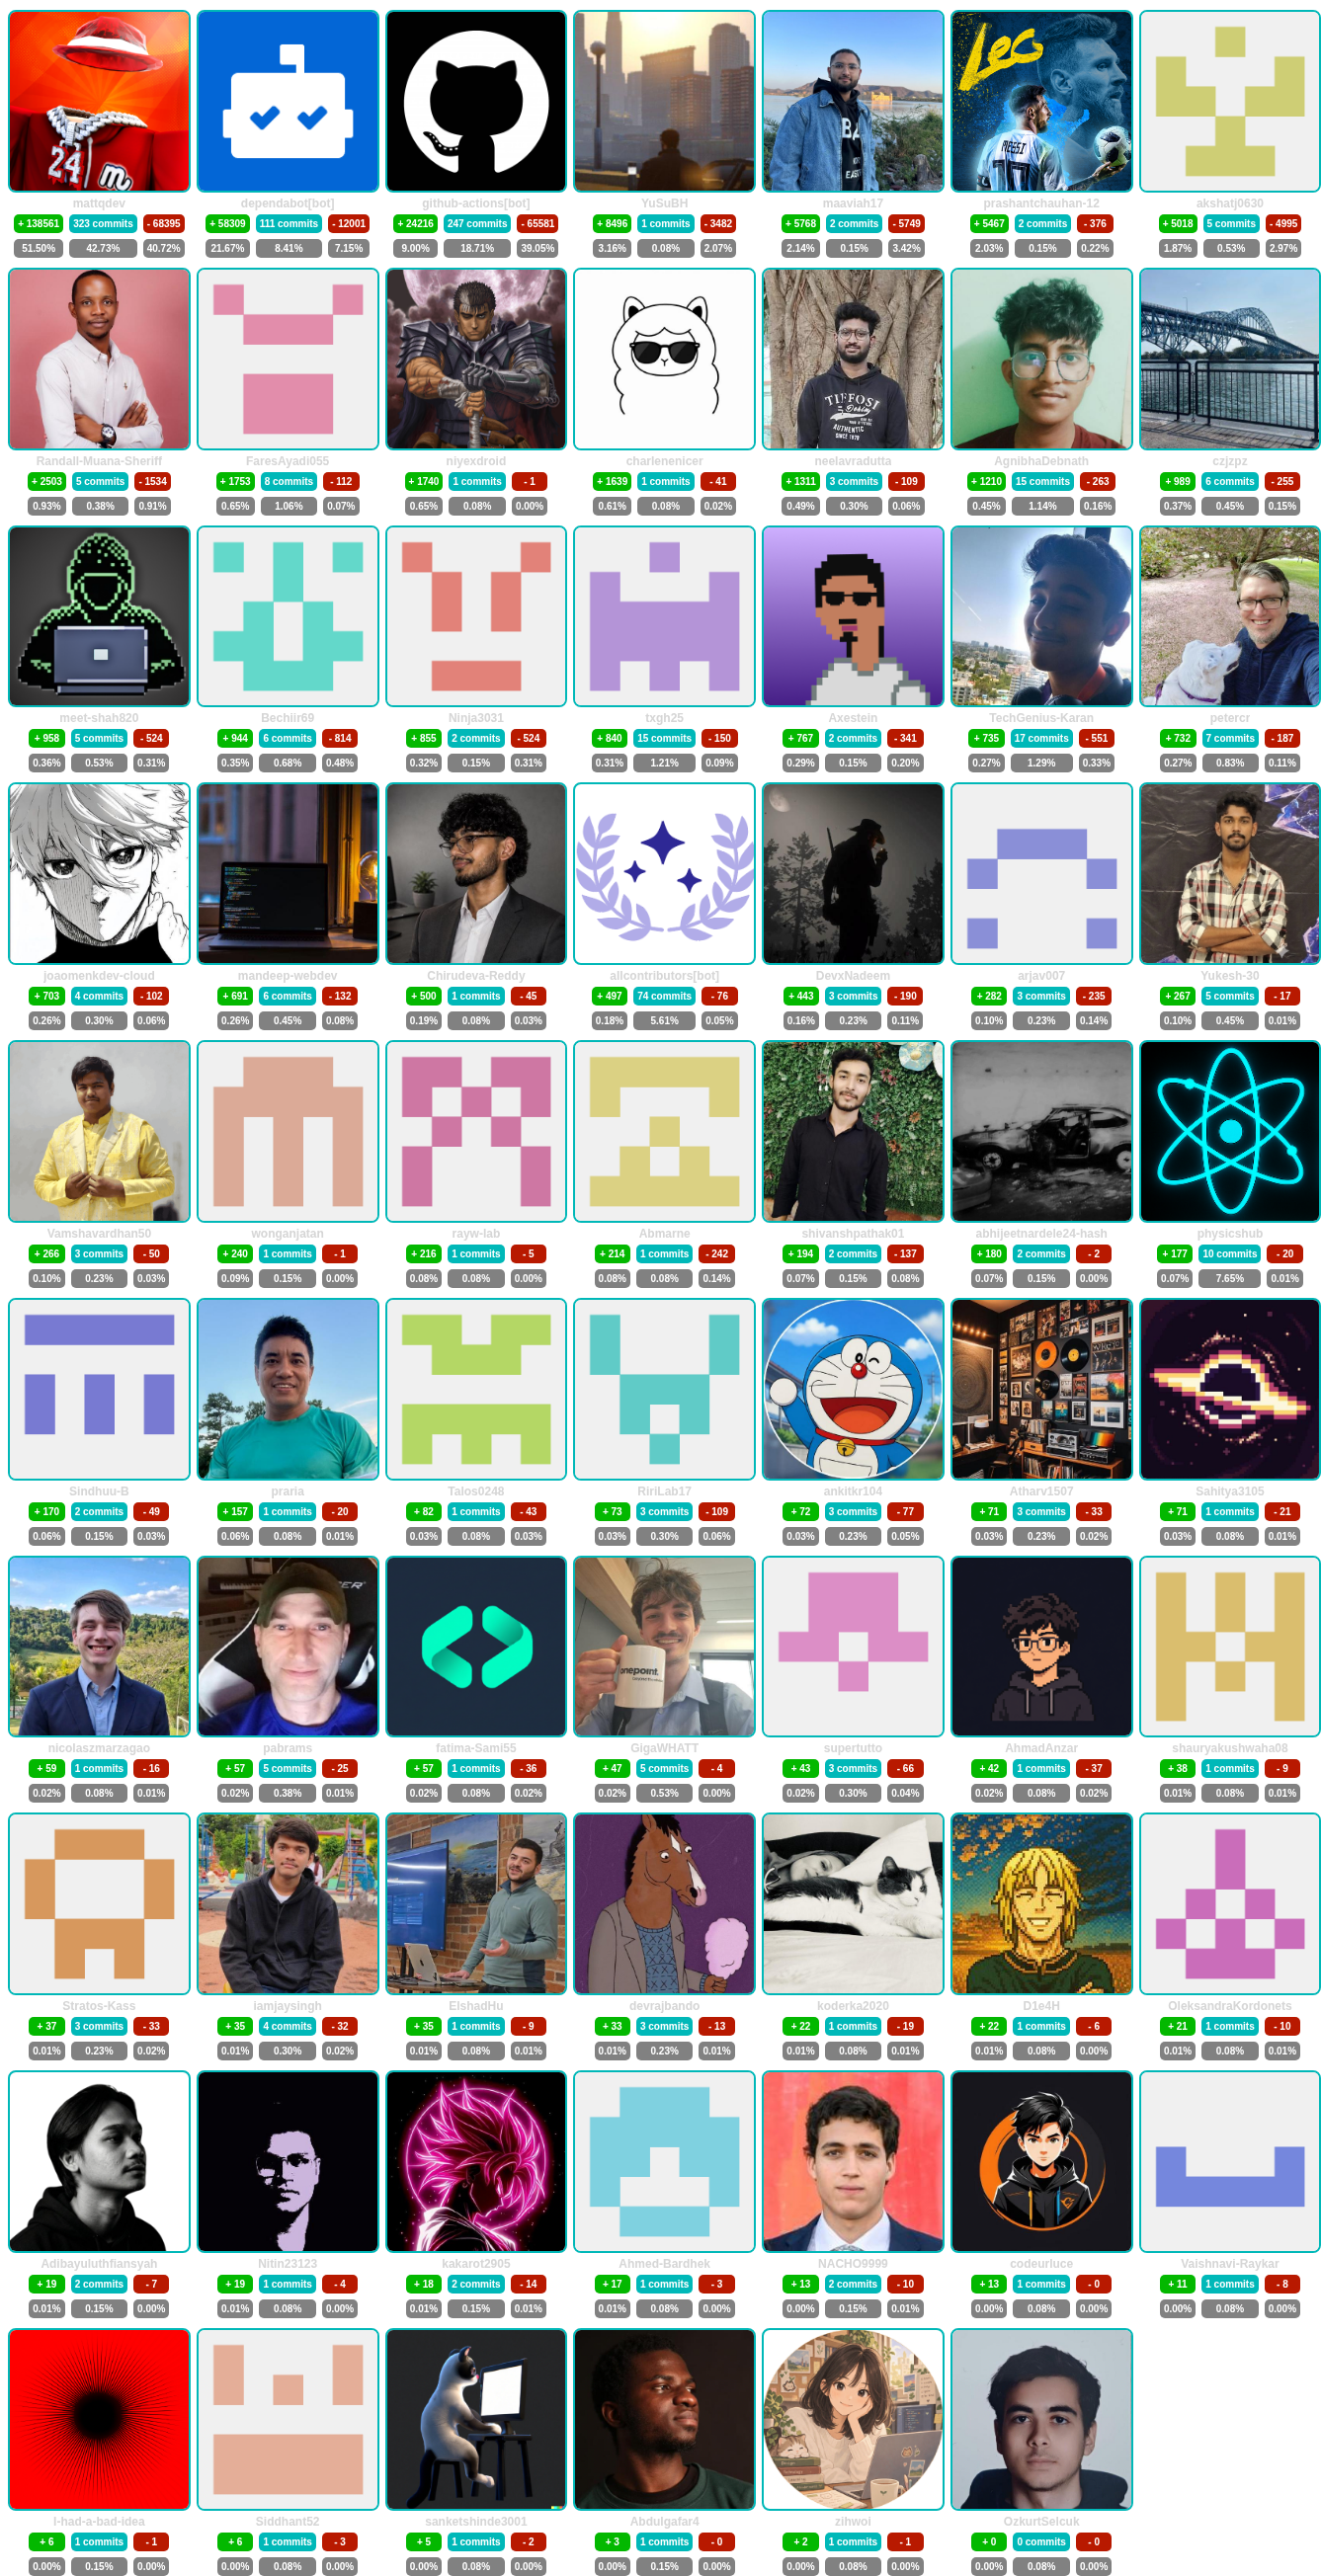 24 m
Leo
MESSI
10
BA
EAS
mattqdev dependabot[bot] github-actions[bot] YuSuBH maaviah17 prashantchauhan-12 akshatj0630
+ 138561 323 commits - 68395 + 58309 111 commits - 12001 + 24216 247 commits - 65581 + 8496 1 commits - 3482 + 5768 2 commits - 5749 + 5467 2 commits - 376 + 5018 5 commits - 4995
51.50% 42.73% 40.72% 21.67% 8.41% 7.15% 9.00% 18.71% 39.05% 3.16% 0.08% 2.07% 2.14% 0.15% 3.42% 2.03% 0.15% 0.22% 1.87% 0.53% 2.97%
TIFFOSI
Denim
AUTHENTIC
SINCE 1978
Randall-Muana-Sheriff FaresAyadi055 niyexdroid charlenenicer neelavradutta AgnibhaDebnath czjzpz
+ 2503 5 commits - 1534 + 1753 8 commits - 112 + 1740 1 commits - 1 + 1639 1 commits - 41 + 1311 3 commits - 109 + 1210 15 commits - 263 + 989 6 commits - 255
0.93% 0.38% 0.91% 0.65% 1.06% 0.07% 0.65% 0.08% 0.00% 0.61% 0.08% 0.02% 0.49% 0.30% 0.06% 0.45% 1.14% 0.16% 0.37% 0.45% 0.15%
meet-shah820 Bechiir69 Ninja3031 txgh25 Axestein TechGenius-Karan petercr
+ 958 5 commits - 524 + 944 6 commits - 814 + 855 2 commits - 524 + 840 15 commits - 150 + 767 2 commits - 341 + 735 17 commits - 551 + 732 7 commits - 187
0.36% 0.53% 0.31% 0.35% 0.68% 0.48% 0.32% 0.15% 0.31% 0.31% 1.21% 0.09% 0.29% 0.15% 0.20% 0.27% 1.29% 0.33% 0.27% 0.83% 0.11%
joaomenkdev-cloud mandeep-webdev Chirudeva-Reddy allcontributors[bot] DevxNadeem arjav007 Yukesh-30
+ 703 4 commits - 102 + 691 6 commits - 132 + 500 1 commits - 45 + 497 74 commits - 76 + 443 3 commits - 190 + 282 3 commits - 235 + 267 5 commits - 17
0.26% 0.30% 0.06% 0.26% 0.45% 0.08% 0.19% 0.08% 0.03% 0.18% 5.61% 0.05% 0.16% 0.23% 0.11% 0.10% 0.23% 0.14% 0.10% 0.45% 0.01%
Vamshavardhan50 wonganjatan rayw-lab Abmarne shivanshpathak01 abhijeetnardele24-hash physicshub
+ 266 3 commits - 50 + 240 1 commits - 1 + 216 1 commits - 5 + 214 1 commits - 242 + 194 2 commits - 137 + 180 2 commits - 2 + 177 10 commits - 20
0.10% 0.23% 0.03% 0.09% 0.15% 0.00% 0.08% 0.08% 0.00% 0.08% 0.08% 0.14% 0.07% 0.15% 0.08% 0.07% 0.15% 0.00% 0.07% 7.65% 0.01%
Sindhuu-B praria Talos0248 RiriLab17 ankitkr104 Atharv1507 Sahitya3105
+ 170 2 commits - 49 + 157 1 commits - 20 + 82 1 commits - 43 + 73 3 commits - 109 + 72 3 commits - 77 + 71 3 commits - 33 + 71 1 commits - 21
0.06% 0.15% 0.03% 0.06% 0.08% 0.01% 0.03% 0.08% 0.03% 0.03% 0.30% 0.06% 0.03% 0.23% 0.05% 0.03% 0.23% 0.02% 0.03% 0.08% 0.01%
onepoint.
nicolaszmarzagao pabrams fatima-Sami55 GigaWHATT supertutto AhmadAnzar shauryakushwaha08
+ 59 1 commits - 16 + 57 5 commits - 25 + 57 1 commits - 36 + 47 5 commits - 4 + 43 3 commits - 66 + 42 1 commits - 37 + 38 1 commits - 9
0.02% 0.08% 0.01% 0.02% 0.38% 0.01% 0.02% 0.08% 0.02% 0.02% 0.53% 0.00% 0.02% 0.30% 0.04% 0.02% 0.08% 0.02% 0.01% 0.08% 0.01%
Stratos-Kass iamjaysingh ElshadHu devrajbando koderka2020 D1e4H OleksandraKordonets
+ 37 3 commits - 33 + 35 4 commits - 32 + 35 1 commits - 9 + 33 3 commits - 13 + 22 1 commits - 19 + 22 1 commits - 6 + 21 1 commits - 10
0.01% 0.23% 0.02% 0.01% 0.30% 0.02% 0.01% 0.08% 0.01% 0.01% 0.23% 0.01% 0.01% 0.08% 0.01% 0.01% 0.08% 0.00% 0.01% 0.08% 0.01%
Adibayuluthfiansyah Nitin23123 kakarot2905 Ahmed-Bardhek NACHO9999 codeurluce Vaishnavi-Raykar
+ 19 2 commits - 7 + 19 1 commits - 4 + 18 2 commits - 14 + 17 1 commits - 3 + 13 2 commits - 10 + 13 1 commits - 0 + 11 1 commits - 8
0.01% 0.15% 0.00% 0.01% 0.08% 0.00% 0.01% 0.15% 0.01% 0.01% 0.08% 0.00% 0.00% 0.15% 0.01% 0.00% 0.08% 0.00% 0.00% 0.08% 0.00%
I-had-a-bad-idea Siddhant52 sanketshinde3001 Abdulgafar4 zihwoi OzkurtSelcuk
+ 6 1 commits - 1 + 6 1 commits - 3 + 5 1 commits - 2 + 3 1 commits - 0 + 2 1 commits - 1 + 0 0 commits - 0
0.00% 0.15% 0.00% 0.00% 0.08% 0.00% 0.00% 0.08% 0.00% 0.00% 0.15% 0.00% 0.00% 0.08% 0.00% 0.00% 0.08% 0.00%